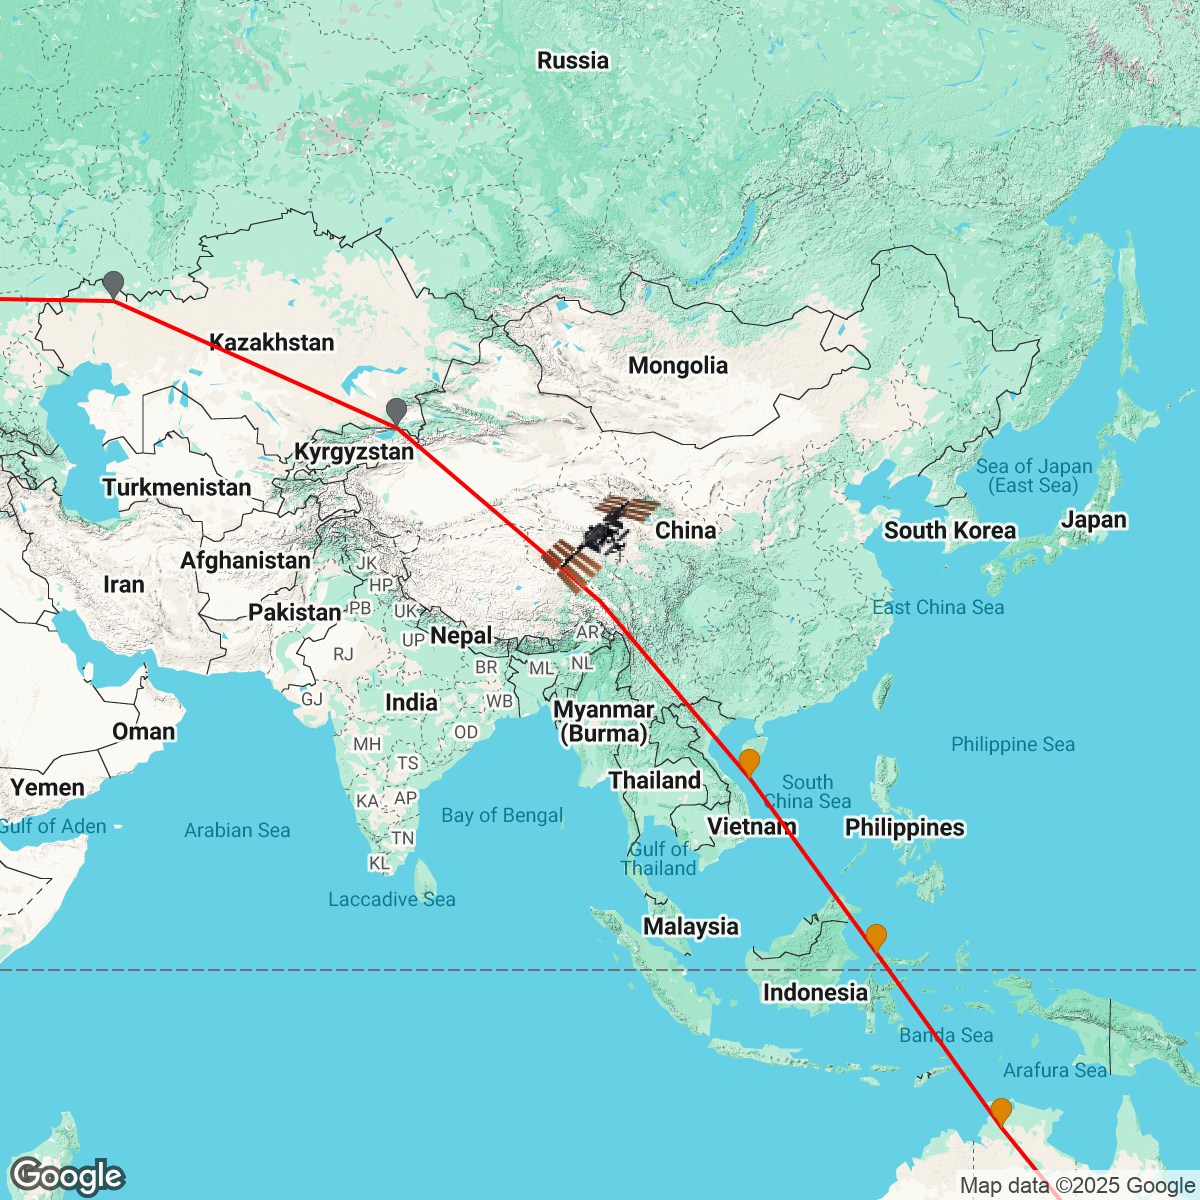 Russia
Kazakhstan
Mongolia
Kyrgyzstan
Sea of Japan
(East Sea)
Turkmenistan
China
South Korea
Japan
Afghanistan
JK
Iran
HP
Pakistan
PB
UK
East China Sea
Nepal
UP
AR
RJ
BR
ML
NL
GJ
India
WB
Myanmar
(Burma)
Oman
OD
MH
Philippine Sea
TS
Yemen
Thailand
South
China Sea
KA
AP
Bay of Bengal
Gulf of Aden
Arabian Sea
Vietnam
Philippines
TN
Gulf of
Thailand
KL
Laccadive Sea
Malaysia
Indonesia
Banda Sea
Arafura Sea
Google
Map data ©2025 Google